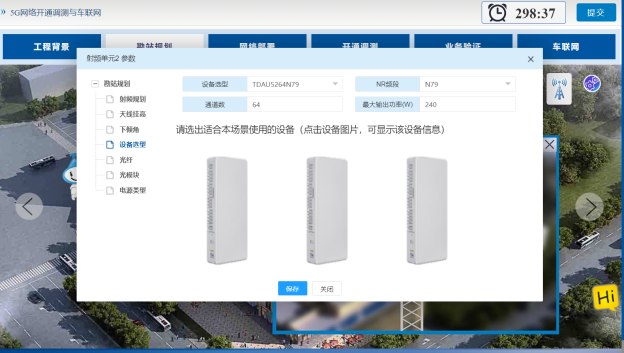 » 5G网络开通调测与车联网
298:37
提交
工程背景
勘站规划
网络部署
开通调测
业务验证
车联网
射频单元2 参数
×
勘站规划
射频规划
天线挂高
下倾角
设备选型
光纤
光模块
电源类型
设备选型 TDAU5264N79 NR频段 N79
通道数 64 最大输出功率(W) 240
请选出适合本场景使用的设备（点击设备图片，可显示该设备信息）
保存 关闭
Hi